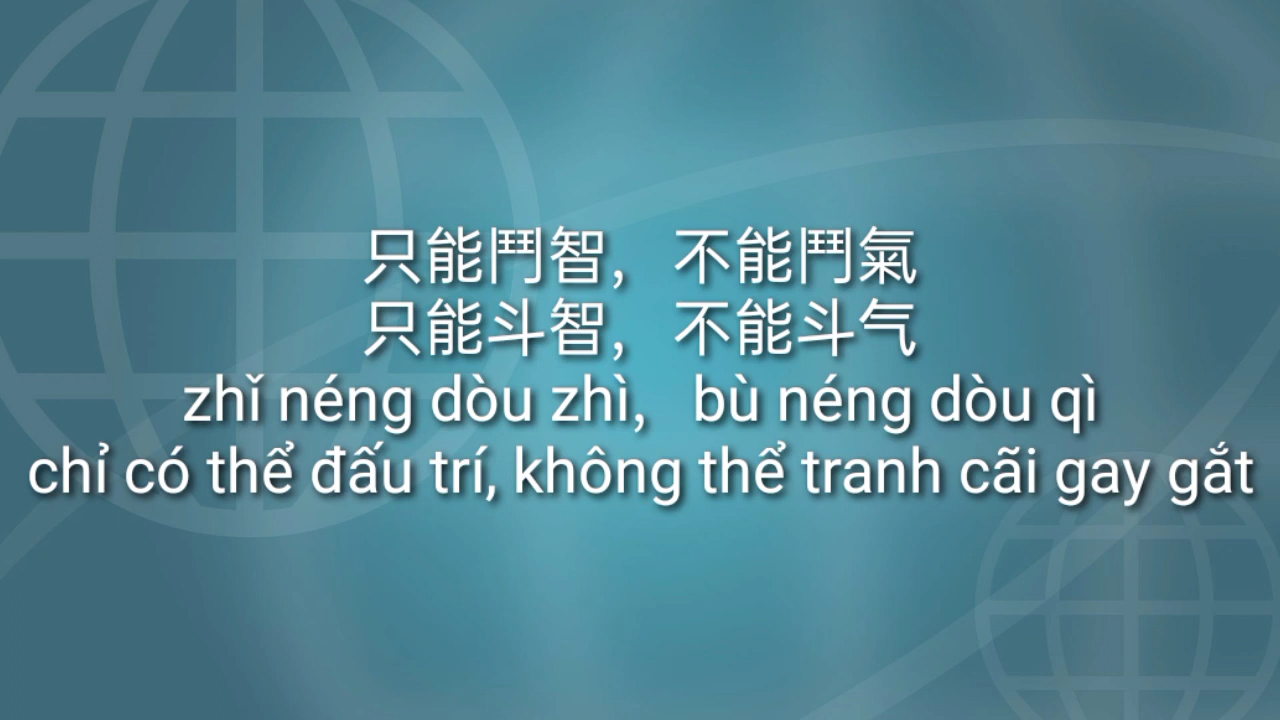 只能鬥智，不能鬥氣
只能斗智，不能斗气
zhǐ néng dòu zhì,   bù néng dòu qì
chỉ có thể đấu trí, không thể tranh cãi gay gắt